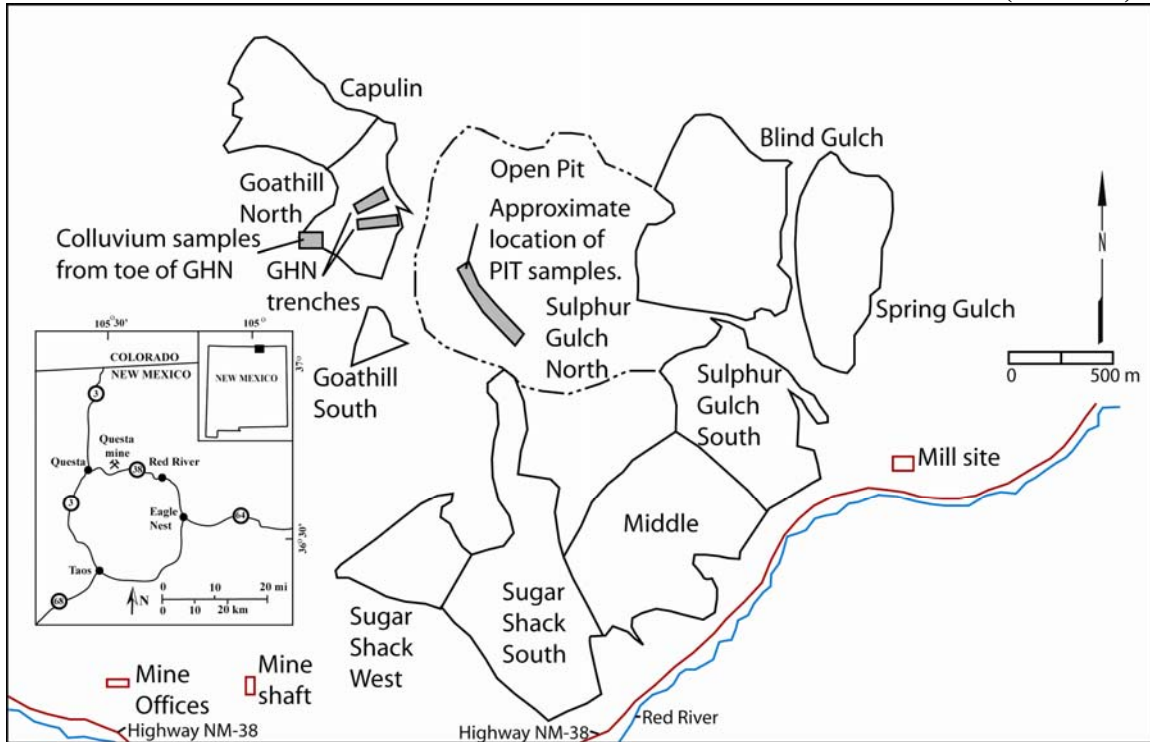 Capulin
Blind Gulch
Open Pit
Goathill
North
Approximate
location of
PIT samples.
Colluvium samples
from toe of GHN
GHN
trenches
N
Spring Gulch
Sulphur
Gulch
North
Goathill
South
Sulphur
Gulch
South
0 500 m
Mill site
Middle
Sugar
Shack
South
Sugar
Shack
West
Mine
Offices
Mine
shaft
Highway NM-38
Highway NM-38
Red River
105°30'
105°
37°
COLORADO
NEW MEXICO
NEW MEXICO
3
Questa
mine
Questa
38
Red River
3
Eagle
Nest
64
36°30'
Taos
68
N
0 10 20 mi
0 10 20 km